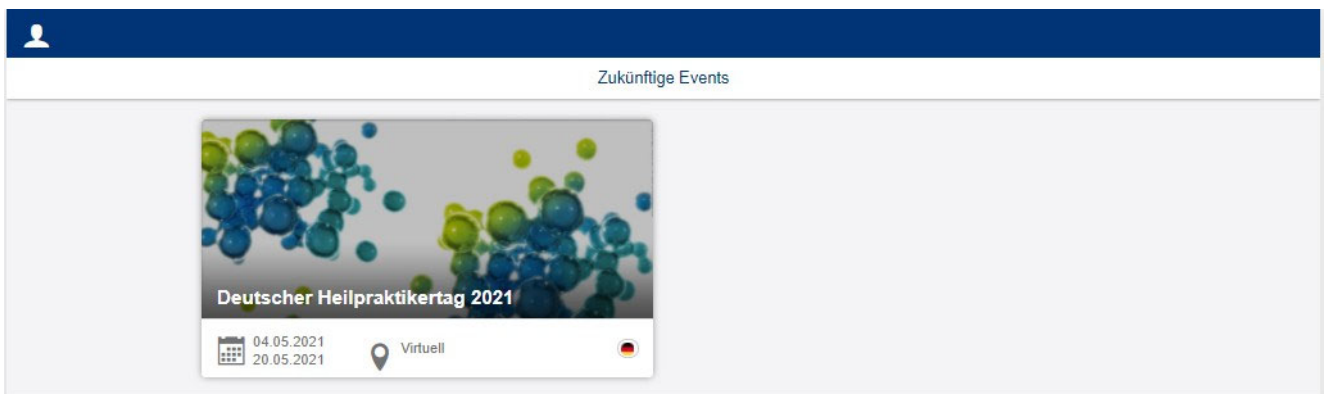 Zukünftige Events
Deutscher Heilpraktikertag 2021
04.05.2021
20.05.2021
Virtuell